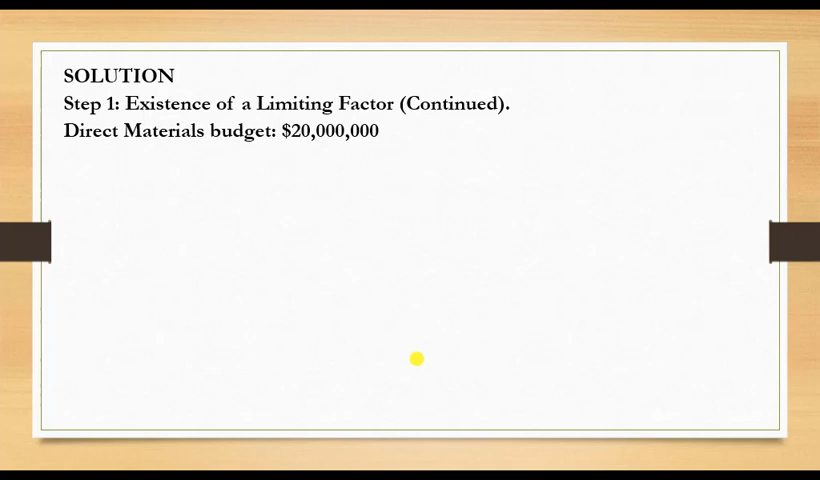 SOLUTION
Step 1: Existence of a Limiting Factor (Continued).
Direct Materials budget: $20,000,000